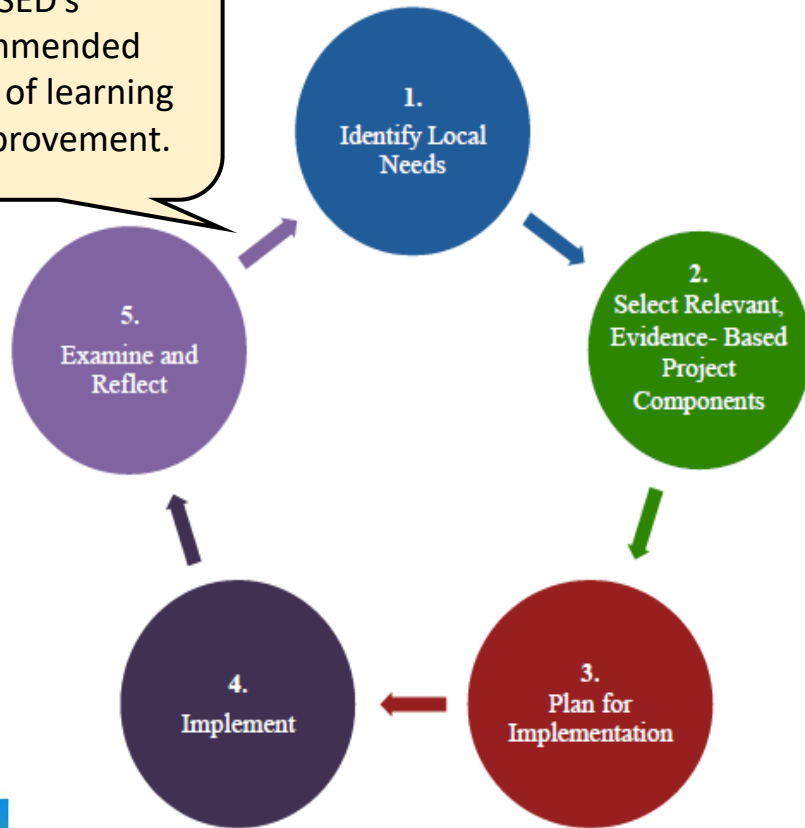 SED's
mmended
of learning
provement.
1.
Identify Local
Needs
2.
Select Relevant,
Evidence- Based
Project
Components
3.
Plan for
Implementation
4.
Implement
5.
Examine and
Reflect